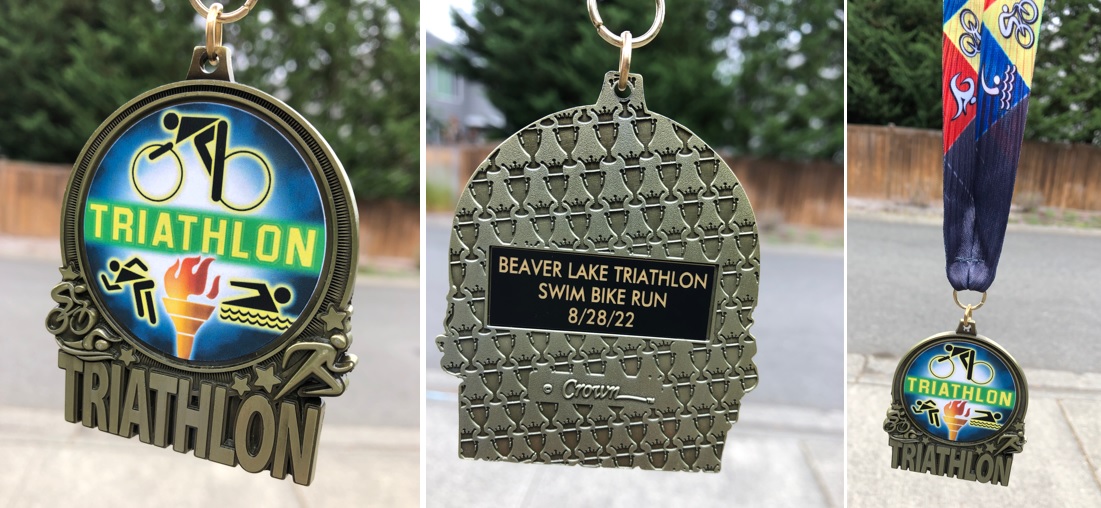 TRIATHLON
TRIATHLON
BEAVER LAKE TRIATHLON
SWIM BIKE RUN
8/28/22
© Crown
TRIATHLON
TRIATHLON